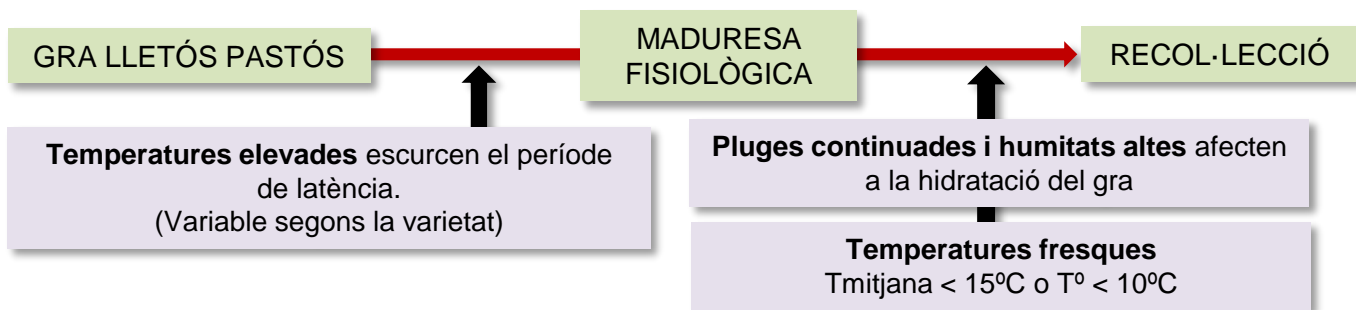 GRA LLETÓS PASTÓS
MADURESA
FISIOLÒGICA
RECOL·LECCIÓ
Temperatures elevades escurcen el període
de latència.
(Variable segons la varietat)
Pluges continuades i humitats altes afecten
a la hidratació del gra
Temperatures fresques
Tmitjana < 15ºC o Tº < 10ºC